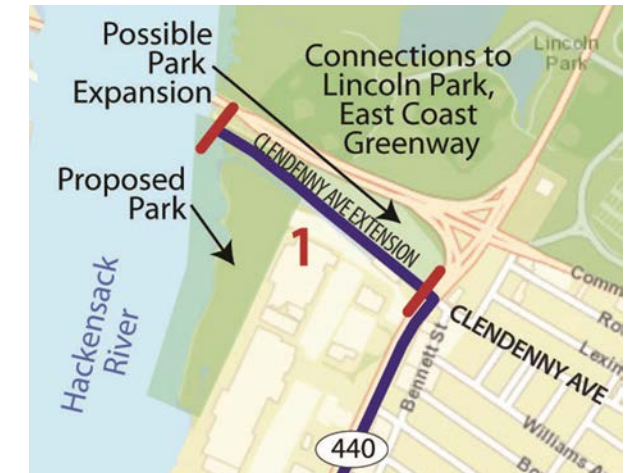 Possible
Park
Expansion
Connections to
Lincoln Park,
East Coast
Greenway
Lincoln
Park
CLENDENNY AVE EXTENSION
Proposed
Park
1
Hackensack
River
CLENDENNY AVE
Bennett St
Williams
440